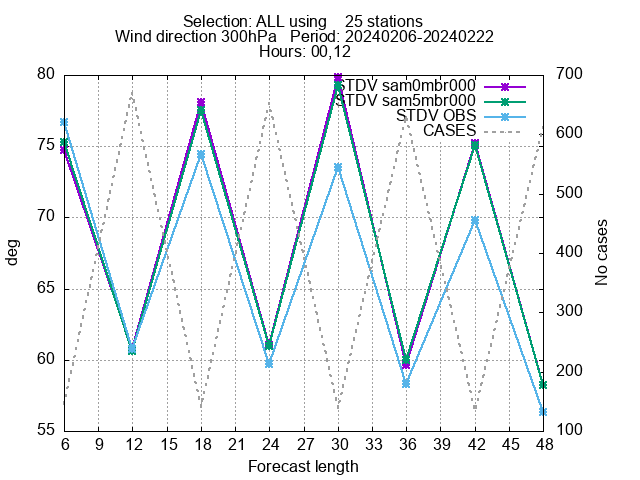 Selection: ALL using    25 stations
Wind direction 300hPa   Period: 20240206-20240222
Hours: 00,12
80
75
70
65
60
55
deg
STDV sam0mbr000
STDV sam5mbr000
STDV OBS
CASES
700
600
500
400
300
200
100
No cases
6 9 12 15 18 21 24 27 30 33 36 39 42 45 48
Forecast length